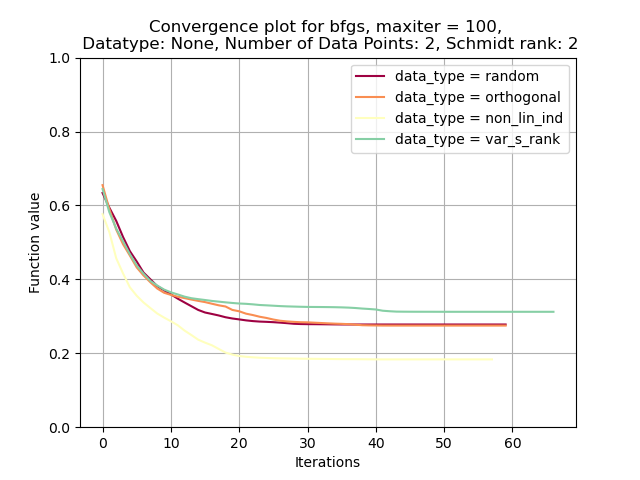 Convergence plot for bfgs, maxiter = 100,
Datatype: None, Number of Data Points: 2, Schmidt rank: 2
data_type = random
data_type = orthogonal
data_type = non_lin_ind
data_type = var_s_rank
1.0
0.8
0.6
0.4
0.2
0.0
Function value
0 10 20 30 40 50 60
Iterations